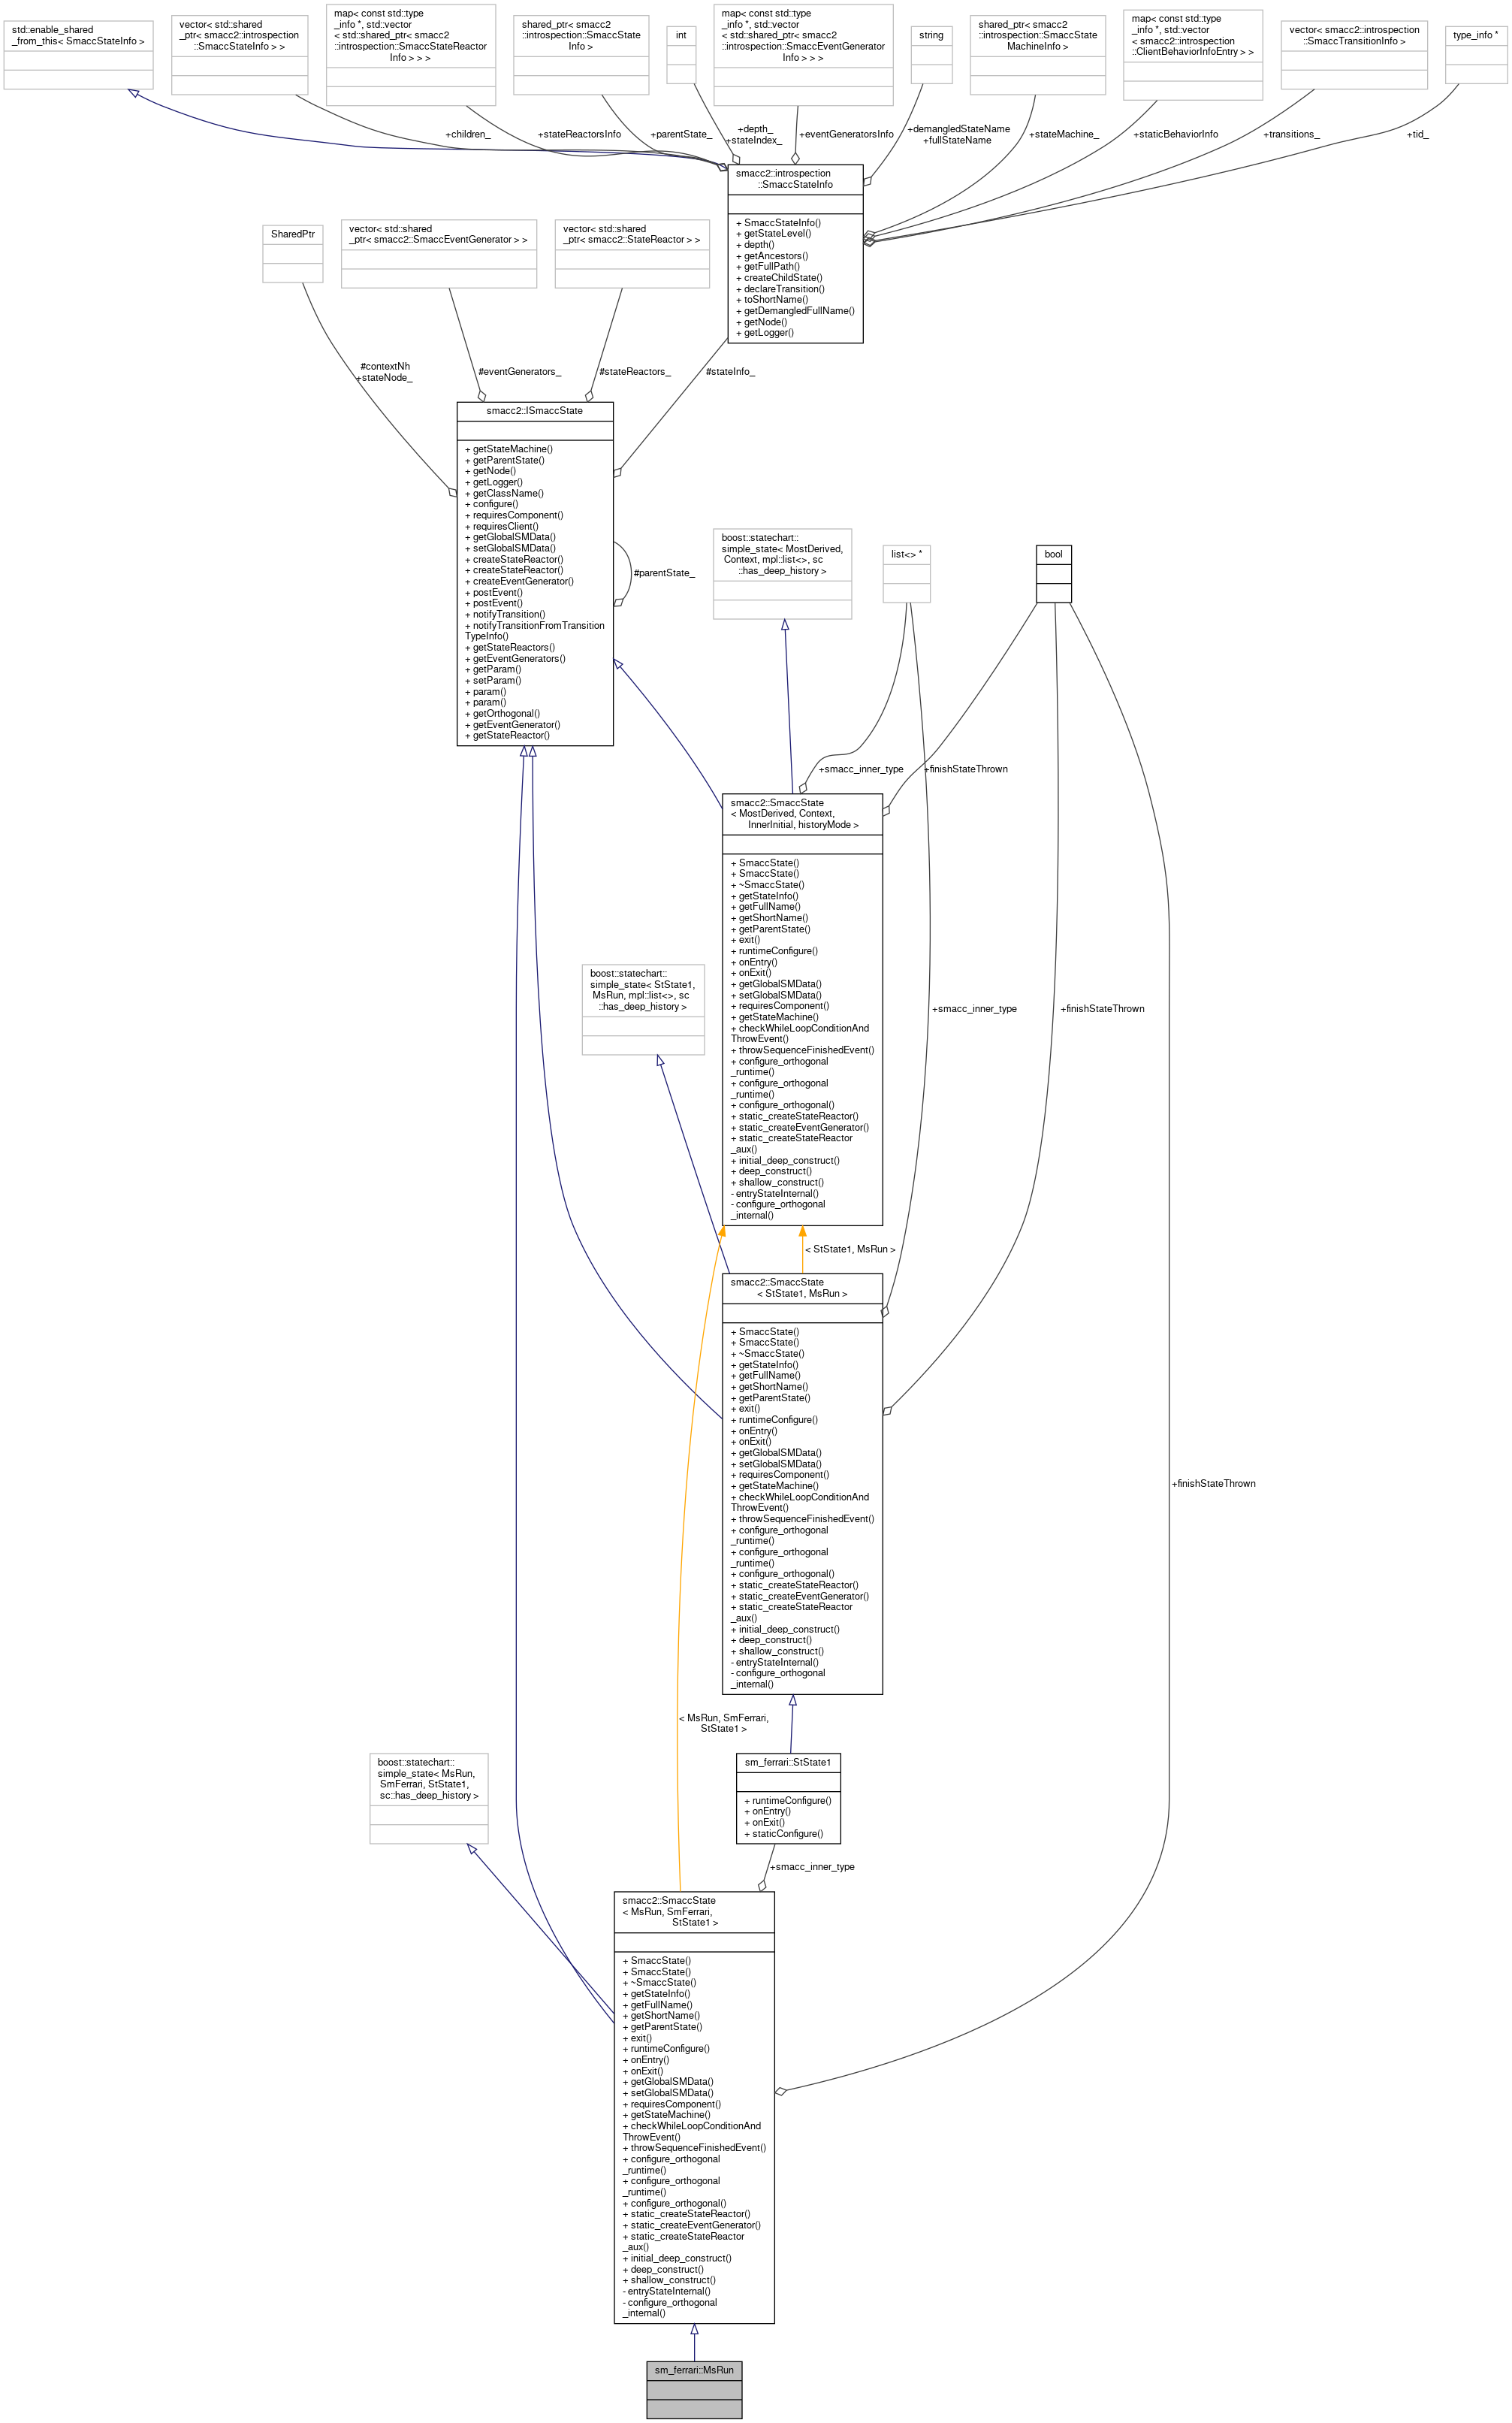 std::enable_shared
_from_this< SmaccStateInfo >
vector< std::shared
_ptr< smacc2::introspection
::SmaccStateInfo > >
map< const std::type
_info *, std::vector
< std::shared_ptr< smacc2
::introspection::SmaccStateReactor
Info > > >
shared_ptr< smacc2
::introspection::SmaccState
Info >
int
map< const std::type
_info *, std::vector
< std::shared_ptr< smacc2
::introspection::SmaccEventGenerator
Info > > >
string
shared_ptr< smacc2
::introspection::SmaccState
MachineInfo >
map< const std::type
_info *, std::vector
< smacc2::introspection
::ClientBehaviorInfoEntry > >
vector< smacc2::introspection
::SmaccTransitionInfo >
type_info *
+children_
+stateReactorsInfo
+parentState_
+depth_
+stateIndex_
+eventGeneratorsInfo
+demangledStateName
+fullStateName
+stateMachine_
+staticBehaviorInfo
+transitions_
+tid_
smacc2::introspection
::SmaccStateInfo
+ SmaccStateInfo()
+ getStateLevel()
+ depth()
+ getAncestors()
+ getFullPath()
+ createChildState()
+ declareTransition()
+ toShortName()
+ getDemangledFullName()
+ getNode()
+ getLogger()
SharedPtr
vector< std::shared
_ptr< smacc2::SmaccEventGenerator > >
vector< std::shared
_ptr< smacc2::StateReactor > >
#contextNh
+stateNode_
#eventGenerators_
#stateReactors_
#stateInfo_
smacc2::ISmaccState
+ getStateMachine()
+ getParentState()
+ getNode()
+ getLogger()
+ getClassName()
+ configure()
+ requiresComponent()
+ requiresClient()
+ getGlobalSMData()
+ setGlobalSMData()
+ createStateReactor()
+ createStateReactor()
+ createEventGenerator()
+ postEvent()
+ postEvent()
+ notifyTransition()
+ notifyTransitionFromTransition
TypeInfo()
+ getStateReactors()
+ getEventGenerators()
+ getParam()
+ setParam()
+ param()
+ param()
+ getOrthogonal()
+ getEventGenerator()
+ getStateReactor()
#parentState_
boost::statechart::
simple_state< MostDerived,
Context, mpl::list<>, sc
::has_deep_history >
list<> *
bool
+smacc_inner_type
+finishStateThrown
smacc2::SmaccState
< MostDerived, Context,
InnerInitial, historyMode >
+ SmaccState()
+ SmaccState()
+ ~SmaccState()
+ getStateInfo()
+ getFullName()
+ getShortName()
+ getParentState()
+ exit()
+ runtimeConfigure()
+ onEntry()
+ onExit()
+ getGlobalSMData()
+ setGlobalSMData()
+ requiresComponent()
+ getStateMachine()
+ checkWhileLoopConditionAnd
ThrowEvent()
+ throwSequenceFinishedEvent()
+ configure_orthogonal
_runtime()
+ configure_orthogonal
_runtime()
+ configure_orthogonal()
+ static_createStateReactor()
+ static_createEventGenerator()
+ static_createStateReactor
_aux()
+ initial_deep_construct()
+ deep_construct()
+ shallow_construct()
- entryStateInternal()
- configure_orthogonal
_internal()
boost::statechart::
simple_state< StState1,
MsRun, mpl::list<>, sc
::has_deep_history >
+smacc_inner_type
+finishStateThrown
< StState1, MsRun >
smacc2::SmaccState
< StState1, MsRun >
+ SmaccState()
+ SmaccState()
+ ~SmaccState()
+ getStateInfo()
+ getFullName()
+ getShortName()
+ getParentState()
+ exit()
+ runtimeConfigure()
+ onEntry()
+ onExit()
+ getGlobalSMData()
+ setGlobalSMData()
+ requiresComponent()
+ getStateMachine()
+ checkWhileLoopConditionAnd
ThrowEvent()
+ throwSequenceFinishedEvent()
+ configure_orthogonal
_runtime()
+ configure_orthogonal
_runtime()
+ configure_orthogonal()
+ static_createStateReactor()
+ static_createEventGenerator()
+ static_createStateReactor
_aux()
+ initial_deep_construct()
+ deep_construct()
+ shallow_construct()
- entryStateInternal()
- configure_orthogonal
_internal()
+finishStateThrown
< MsRun, SmFerrari,
StState1 >
boost::statechart::
simple_state< MsRun,
SmFerrari, StState1,
sc::has_deep_history >
sm_ferrari::StState1
+ runtimeConfigure()
+ onEntry()
+ onExit()
+ staticConfigure()
+smacc_inner_type
smacc2::SmaccState
< MsRun, SmFerrari,
StState1 >
+ SmaccState()
+ SmaccState()
+ ~SmaccState()
+ getStateInfo()
+ getFullName()
+ getShortName()
+ getParentState()
+ exit()
+ runtimeConfigure()
+ onEntry()
+ onExit()
+ getGlobalSMData()
+ setGlobalSMData()
+ requiresComponent()
+ getStateMachine()
+ checkWhileLoopConditionAnd
ThrowEvent()
+ throwSequenceFinishedEvent()
+ configure_orthogonal
_runtime()
+ configure_orthogonal
_runtime()
+ configure_orthogonal()
+ static_createStateReactor()
+ static_createEventGenerator()
+ static_createStateReactor
_aux()
+ initial_deep_construct()
+ deep_construct()
+ shallow_construct()
- entryStateInternal()
- configure_orthogonal
_internal()
sm_ferrari::MsRun